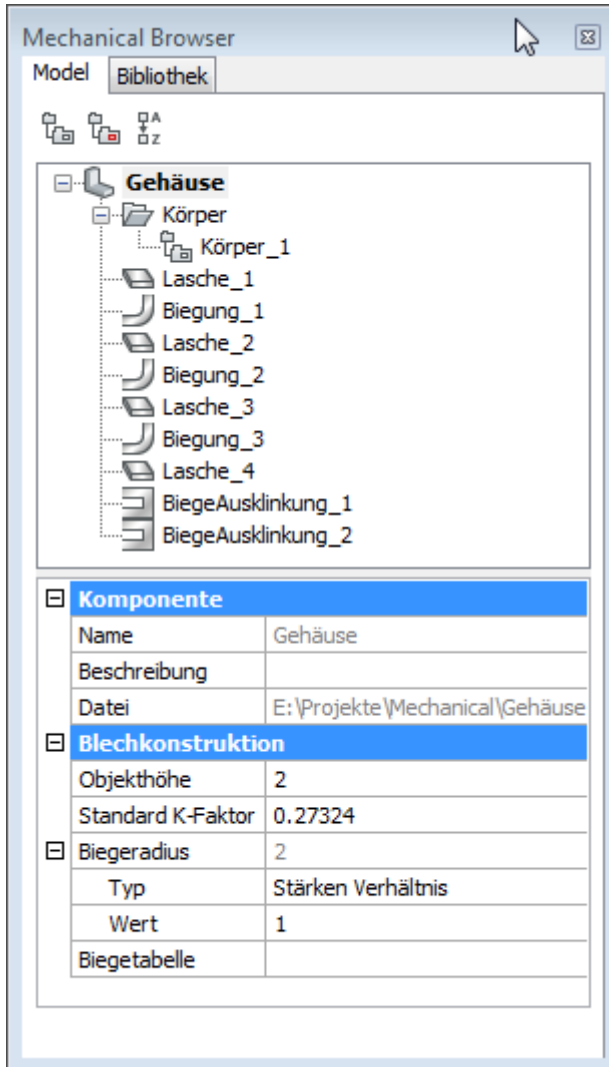 Mechanical Browser
Model Bibliothek
Gehäuse
Körper
Körper_1
Lasche_1
Biegung_1
Lasche_2
Biegung_2
Lasche_3
Biegung_3
Lasche_4
BiegeAusklinkung_1
BiegeAusklinkung_2
Komponente
Name Gehäuse
Beschreibung
Datei E:\Projekte\Mechanical\Gehäuse
Blechkonstruktion
Objekthöhe 2
Standard K-Faktor 0.27324
Biegeradius 2
Typ Stärken Verhältnis
Wert 1
Biegetabelle